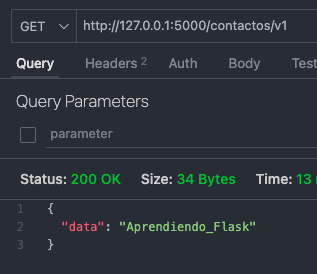 GET http://127.0.0.1:5000/contactos/v1
Query Headers 2 Auth Body Test
Query Parameters
parameter
Status: 200 OK Size: 34 Bytes Time: 13
1 {
2 "data": "Aprendiendo_Flask"
3 }